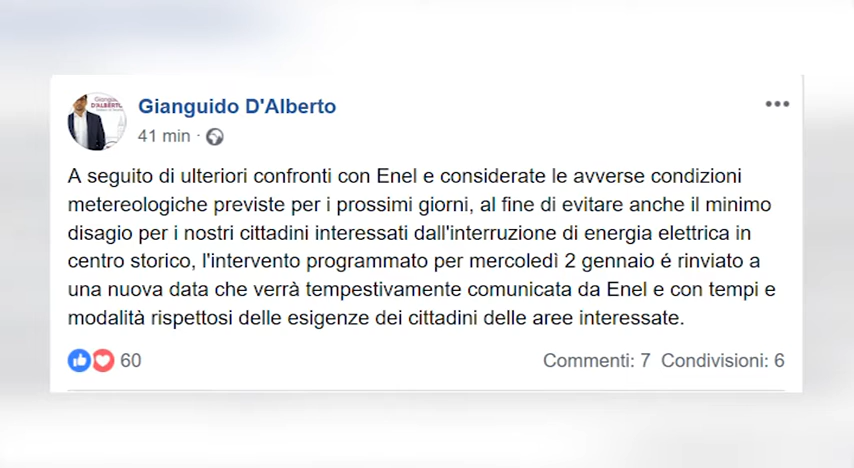 Gianguido D'Alberto
41 min ·
A seguito di ulteriori confronti con Enel e considerate le avverse condizioni
metereologiche previste per i prossimi giorni, al fine di evitare anche il minimo
disagio per i nostri cittadini interessati dall'interruzione di energia elettrica in
centro storico, l'intervento programmato per mercoledì 2 gennaio é rinviato a
una nuova data che verrà tempestivamente comunicata da Enel e con tempi e
modalità rispettosi delle esigenze dei cittadini delle aree interessate.
60 Commenti: 7 Condivisioni: 6